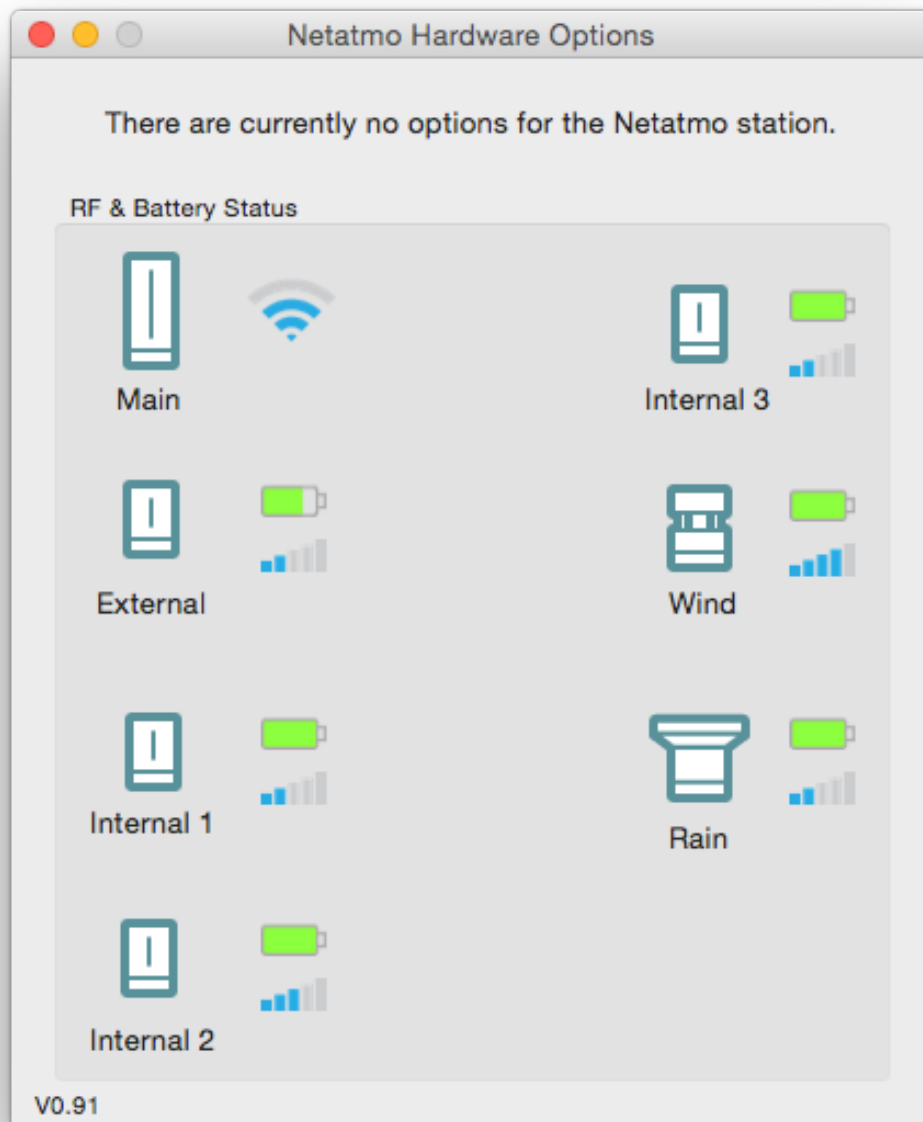 Netatmo Hardware Options
There are currently no options for the Netatmo station.
RF & Battery Status
Main
Internal 3
External
Wind
Internal 1
Rain
Internal 2
V0.91